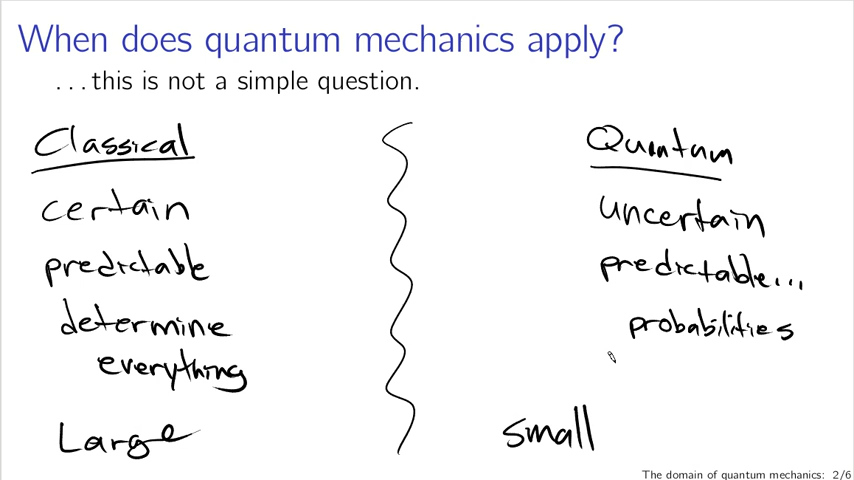 When does quantum mechanics apply?
...this is not a simple question.
Classical
certain
predictable
determine
everything
Large
Quantum
uncertain
predictable...
probabilities
small
The domain of quantum mechanics: 2/6